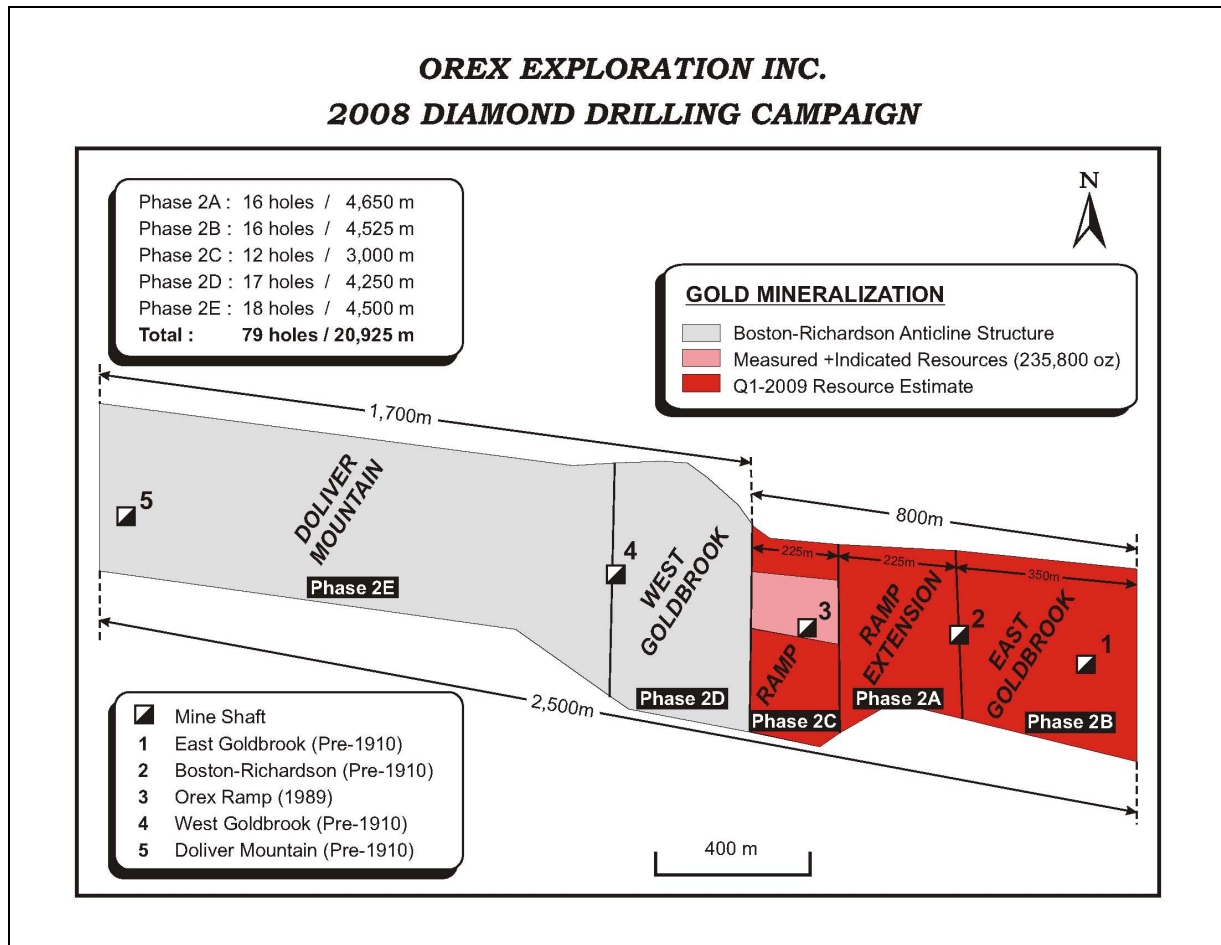 OREX EXPLORATION INC.
2008 DIAMOND DRILLING CAMPAIGN
Phase 2A : 16 holes / 4,650 m
Phase 2B : 16 holes / 4,525 m
Phase 2C : 12 holes / 3,000 m
Phase 2D : 17 holes / 4,250 m
Phase 2E : 18 holes / 4,500 m
Total : 79 holes / 20,925 m
N
GOLD MINERALIZATION
Boston-Richardson Anticline Structure
Measured +Indicated Resources (235,800 oz)
Q1-2009 Resource Estimate
1,700m
800m
225m
225m
350m
5
DOLIVER
MOUNTAIN
Phase 2E
4
WEST
GOLDBROOK
Phase 2D
3
RAMP
Phase 2C
RAMP
EXTENSION
Phase 2A
2
EAST
GOLDBROOK
1
Phase 2B
2,500m
Mine Shaft
1 East Goldbrook (Pre-1910)
2 Boston-Richardson (Pre-1910)
3 Orex Ramp (1989)
4 West Goldbrook (Pre-1910)
5 Doliver Mountain (Pre-1910)
400 m